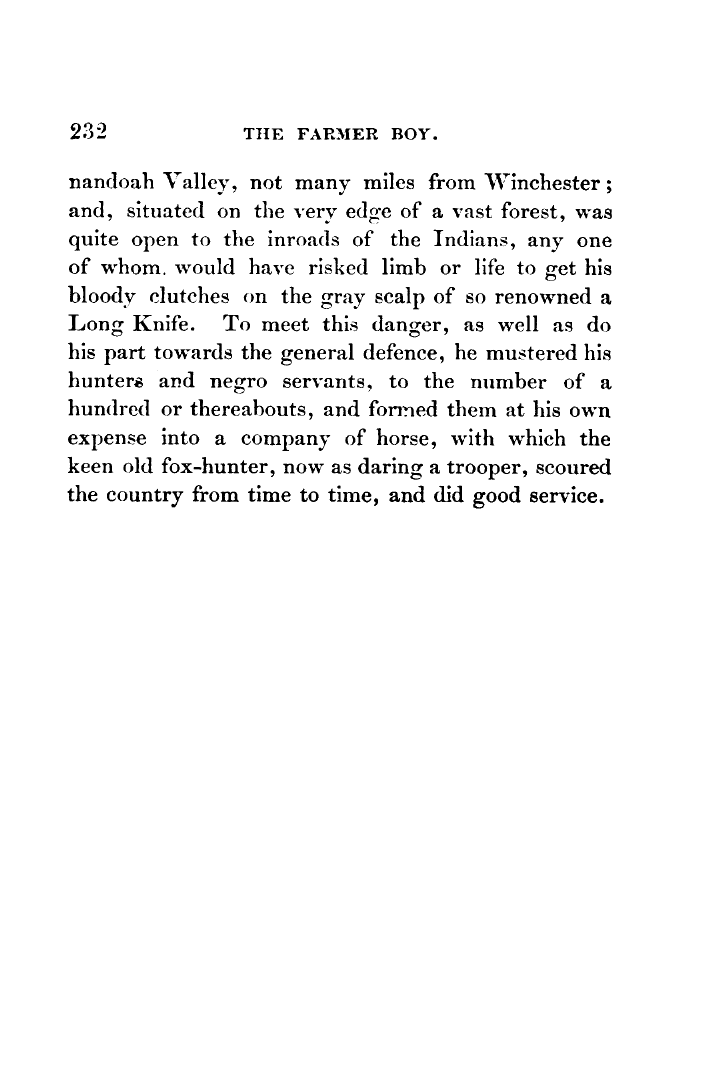 232 THE FARMER BOY.
nandoah Valley, not many miles from Winchester;
and, situated on the very edge of a vast forest, was
quite open to the inroads of the Indians, any one
of whom. would have risked limb or life to get his
bloody clutches on the gray scalp of so renowned a
Long Knife. To meet this danger, as well as do
his part towards the general defence, he mustered his
hunters and negro servants, to the number of a
hundred or thereabouts, and formed them at his own
expense into a company of horse, with which the
keen old fox-hunter, now as daring a trooper, scoured
the country from time to time, and did good service.